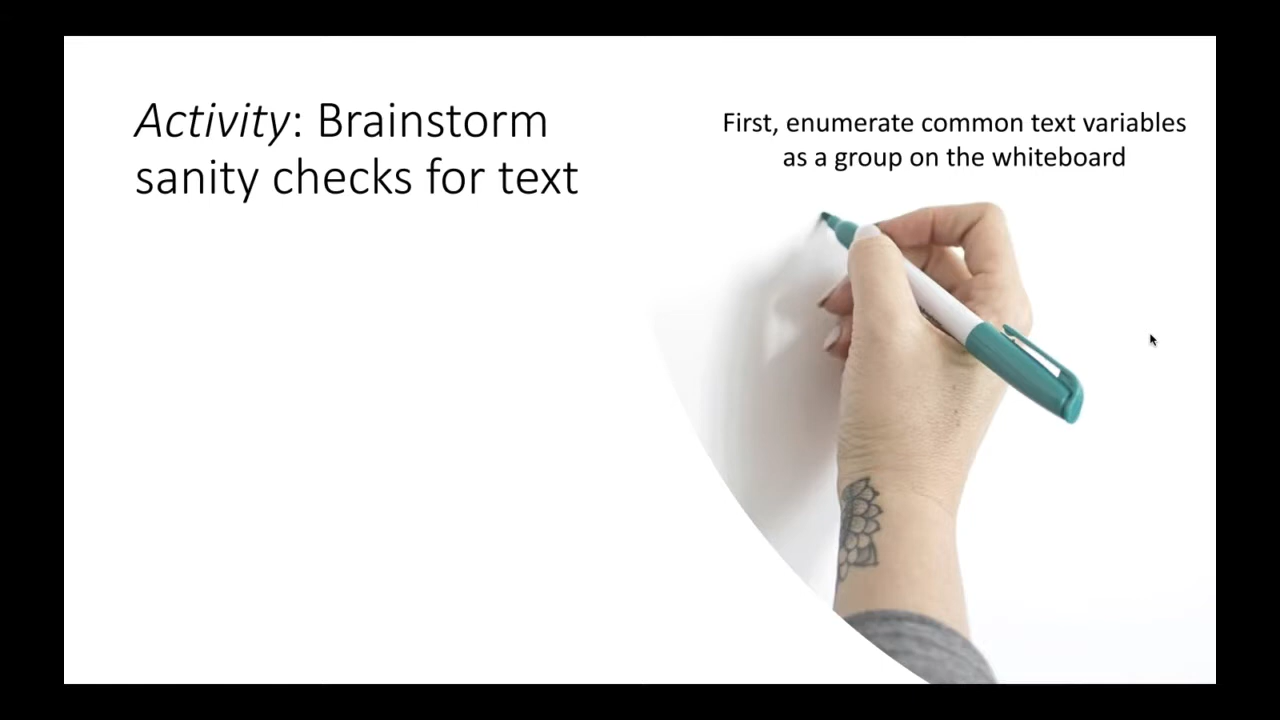 Activity: Brainstorm
sanity checks for text
First, enumerate common text variables
as a group on the whiteboard